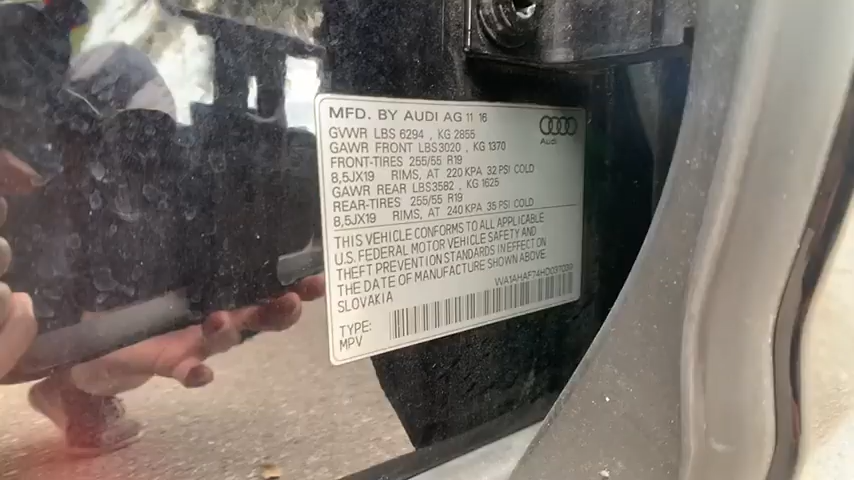 MFD. BY AUDI AG 11 16
GVWR LBS 6294 , KG 2855
GAWR FRONT LBS3020 , KG 1370
FRONT-TIRES 255/55 R19
8,5JX19 RIMS, AT 220 KPA 32 PSI COLD
GAWR REAR LBS3582 , KG 1625
REAR-TIRES 255/55 R19
8,5JX19 RIMS, AT 240 KPA 35 PSI COLD
Audi
THIS VEHICLE CONFORMS TO ALL APPLICABLE
U.S. FEDERAL MOTOR VEHICLE SAFETY AND
THEFT PREVENTION STANDARDS IN EFFECT ON
THE DATE OF MANUFACTURE SHOWN ABOVE.
SLOVAKIA
TYPE:
MPV